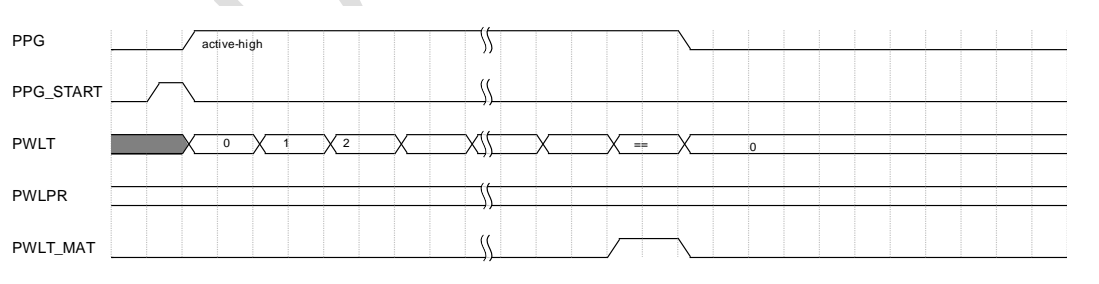 PPG
active-high
PPG_START
PWLT 0 1 2 == 0
PWLPR
PWLT_MAT